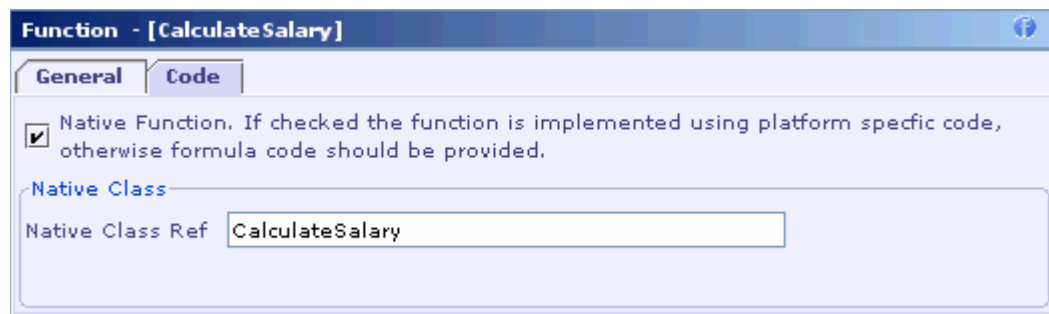 Function - [CalculateSalary]
General Code
Native Function. If checked the function is implemented using platform specfic code,
otherwise formula code should be provided.
Native Class
Native Class Ref CalculateSalary